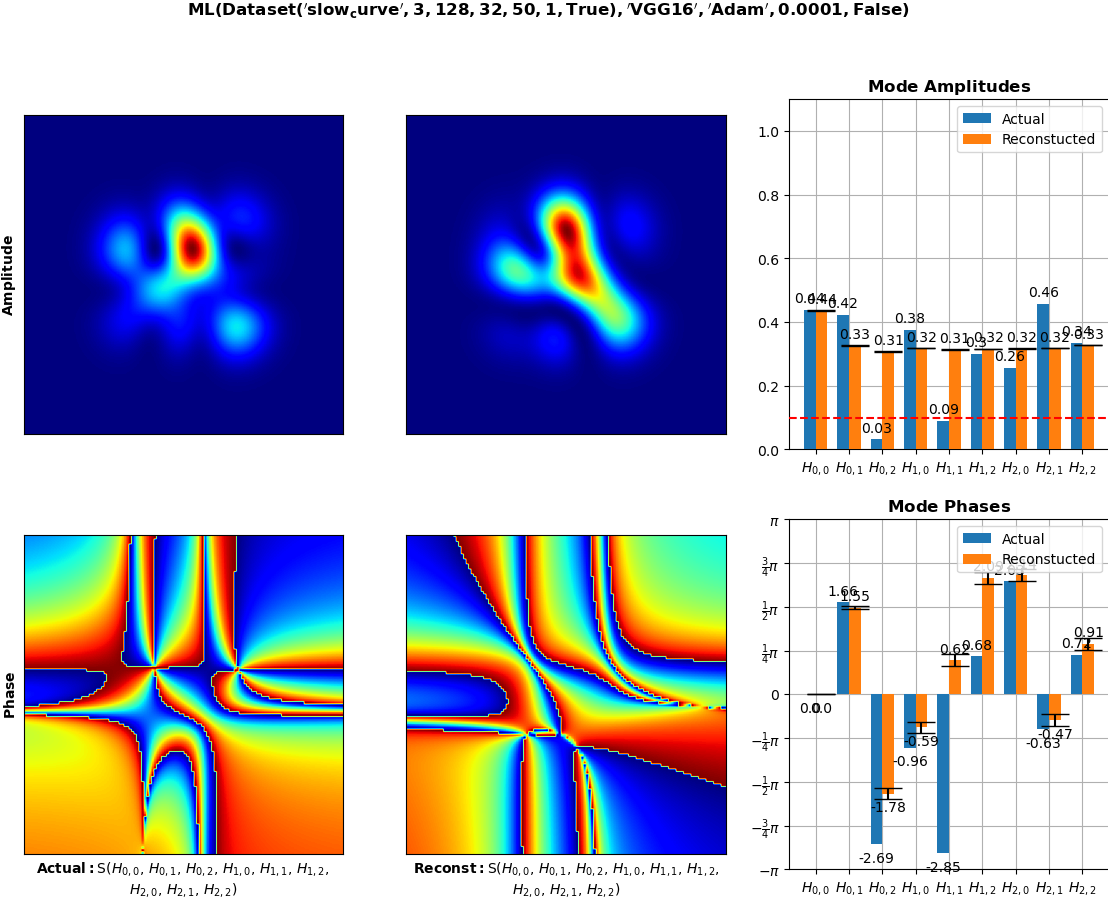 ML(Dataset('slow_curve', 3, 128, 32, 50, 1, True), 'VGG16', 'Adam', 0.0001, False)
Amplitude
Mode Amplitudes
Actual
Reconstucted
1.0
0.8
0.6
0.4
0.2
0.0
0.44 0.44 0.42 0.33 0.03 0.31 0.38 0.32 0.09 0.31 0.3 0.32 0.26 0.32 0.46 0.32 0.34 0.33
H0,0 H0,1 H0,2 H1,0 H1,1 H1,2 H2,0 H2,1 H2,2
Phase
Actual: S(H0,0, H0,1, H0,2, H1,0, H1,1, H1,2,
H2,0, H2,1, H2,2)
Reconst: S(H0,0, H0,1, H0,2, H1,0, H1,1, H1,2,
H2,0, H2,1, H2,2)
Mode Phases
Actual
Reconstucted
π
3/4π
1/2π
1/4π
0
−1/4π
−1/2π
−3/4π
−π
0.0 0.0 1.66 1.55 -2.69 -1.78 -0.96 -0.59 -2.85 0.62 0.68 -0.63 -0.47 0.91
H0,0 H0,1 H0,2 H1,0 H1,1 H1,2 H2,0 H2,1 H2,2